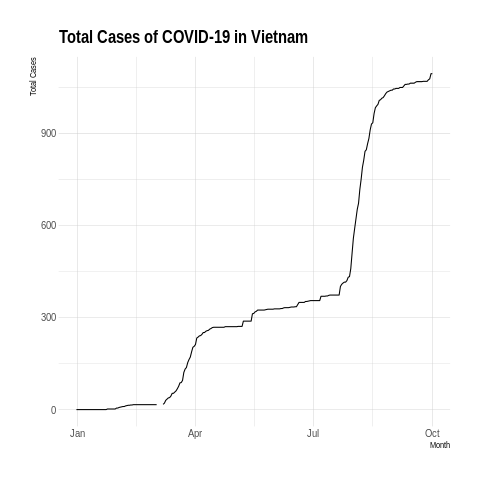 Total Cases of COVID-19 in Vietnam
Total Cases
900
600
300
0
Jan Apr Jul Oct
Month